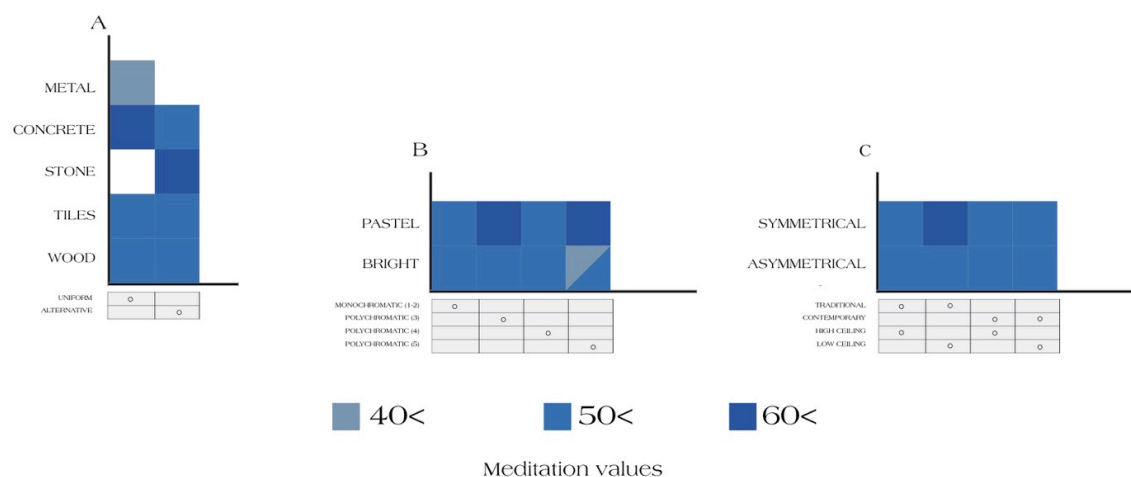 A
METAL
CONCRETE
STONE
TILES
WOOD
UNIFORM
ALTERNATIVE
B
PASTEL
BRIGHT
MONOCHROMATIC (1-2)
POLYCHROMATIC (3)
POLYCHROMATIC (4)
POLYCHROMATIC (5)
C
SYMMETRICAL
ASYMMETRICAL
TRADITIONAL
CONTEMPORARY
HIGH CEILING
LOW CEILING
40<
50<
60<
Meditation values